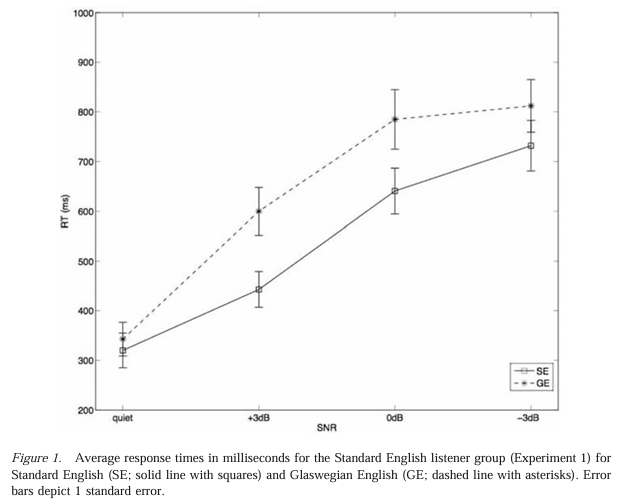 1000
900
800
700
600
500
400
300
200
RT (ms)
quiet
+3dB
0dB
−3dB
SNR
SE
GE
Figure 1. Average response times in milliseconds for the Standard English listener group (Experiment 1) for
Standard English (SE; solid line with squares) and Glaswegian English (GE; dashed line with asterisks). Error
bars depict 1 standard error.